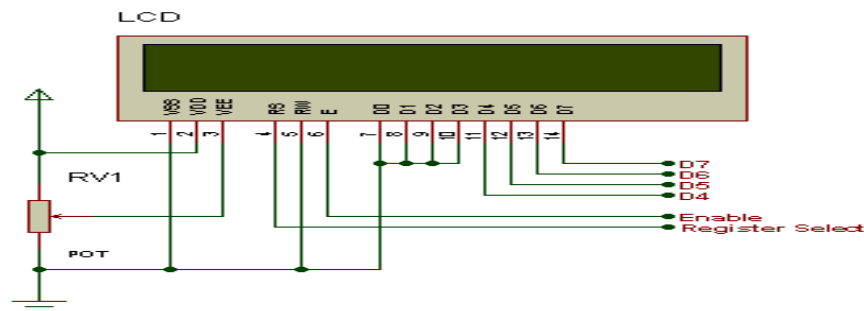 LCD
VSS VDD VEE RS RW E D0 D1 D2 D3 D4 D5 D6 D7
1 2 3 4 5 6 7 8 9 10 11 12 13 14
D7
D6
RV1
D5
D4
Enable
Register Select
POT